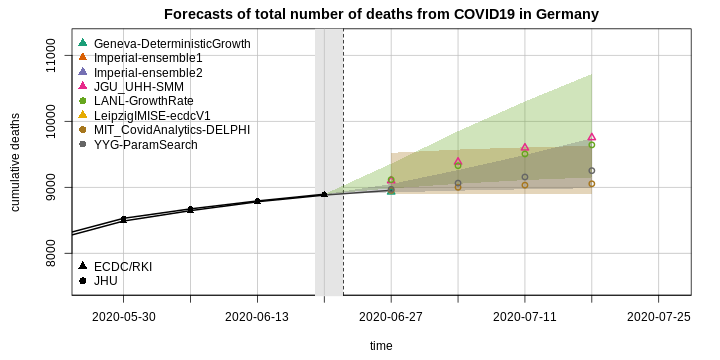 Forecasts of total number of deaths from COVID19 in Germany
cumulative deaths
11000
10000
9000
8000
Geneva-DeterministicGrowth
Imperial-ensemble1
Imperial-ensemble2
JGU_UHH-SMM
LANL-GrowthRate
LeipzigIMISE-ecdcV1
MIT_CovidAnalytics-DELPHI
YYG-ParamSearch
ECDC/RKI
JHU
2020-05-30
2020-06-13
2020-06-27
2020-07-11
2020-07-25
time